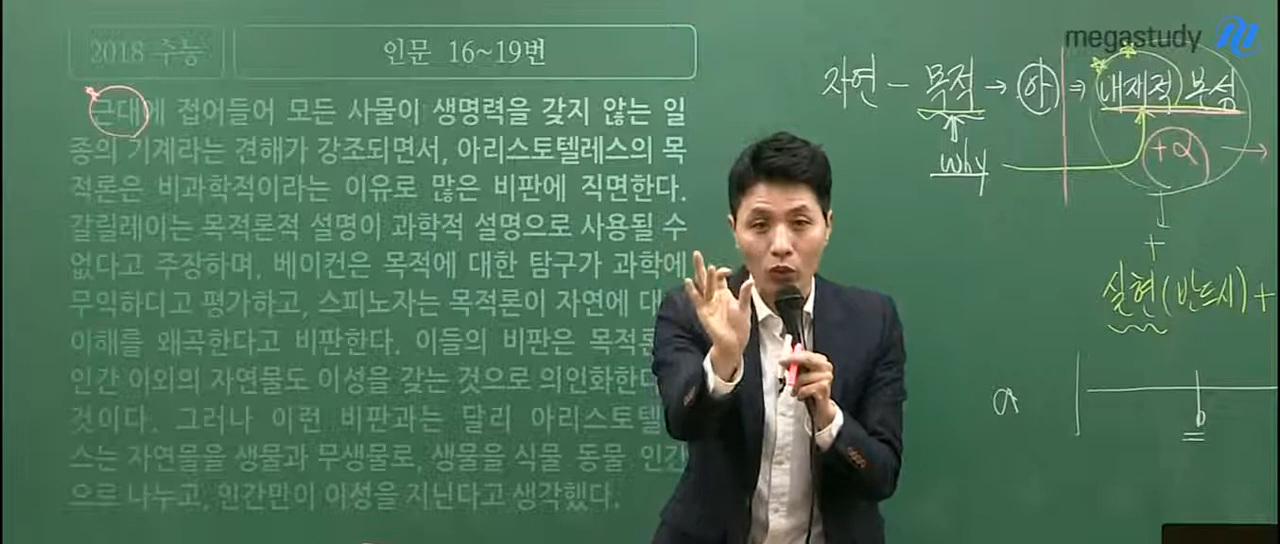 megastudy
2018 수능
인문 16~19번
근대에 접어들어 모든 사물이 생명력을 갖지 않는 일
종의 기계라는 견해가 강조되면서, 아리스토텔레스의 목
적론은 비과학적이라는 이유로 많은 비판에 직면한다.
갈릴레이는 목적론적 설명이 과학적 설명으로 사용될 수
없다고 주장하며, 베이컨은 목적에 대한 탐구가 과학에
무익하다고 평가하고, 스피노자는 목적론이 자연에 대
이해를 왜곡한다고 비판한다. 이들의 비판은 목적론
인간 이외의 자연물도 이성을 갖는 것으로 의인화한다
것이다. 그러나 이런 비판과는 달리 아리스토텔
스는 자연물을 생물과 무생물로, 생물을 식물 동물 인간
으로 나누고, 인간만이 이성을 지닌다고 생각했다.
자연 - 목적 → 아 ⇒ 내재적 본성
why
+α
+
실현(반드시) +
a
b